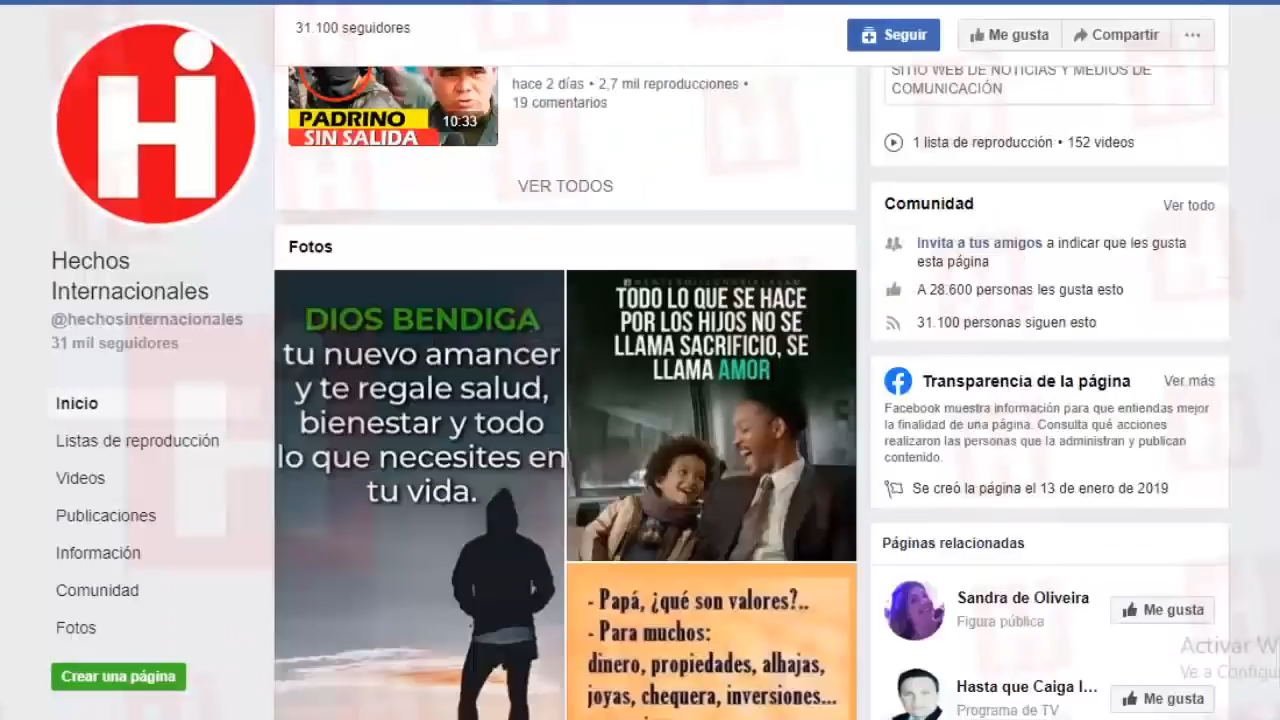 31.100 seguidores
Seguir
Me gusta
Compartir
Hi
PADRINO
SIN SALIDA
10:33
hace 2 días • 2,7 mil reproducciones •
19 comentarios
VER TODOS
SITIO WEB DE NOTICIAS Y MEDIOS DE
COMUNICACIÓN
1 lista de reproducción • 152 videos
Hechos
Internacionales
@hechosinternacionales
31 mil seguidores
Inicio
Listas de reproducción
Videos
Publicaciones
Información
Comunidad
Fotos
Crear una página
Fotos
DIOS BENDIGA
tu nuevo amancer
y te regale salud,
bienestar y todo
lo que necesites en
tu vida.
TODO LO QUE SE HACE
POR LOS HIJOS NO SE
LLAMA SACRIFICIO, SE
LLAMA AMOR
- Papá, ¿qué son valores?..
- Para muchos:
dinero, propiedades, alhajas,
joyas, chequera, inversiones...
Comunidad
Ver todo
Invita a tus amigos a indicar que les gusta
esta página
A 28.600 personas les gusta esto
31.100 personas siguen esto
Transparencia de la página
Ver más
Facebook muestra información para que entiendas mejor
la finalidad de una página. Consulta qué acciones
realizaron las personas que la administran y publican
contenido.
Se creó la página el 13 de enero de 2019
Páginas relacionadas
Sandra de Oliveira
Figura pública
Me gusta
Hasta que Caiga l...
Programa de TV
Me gusta
Activar W
Ve a Configu